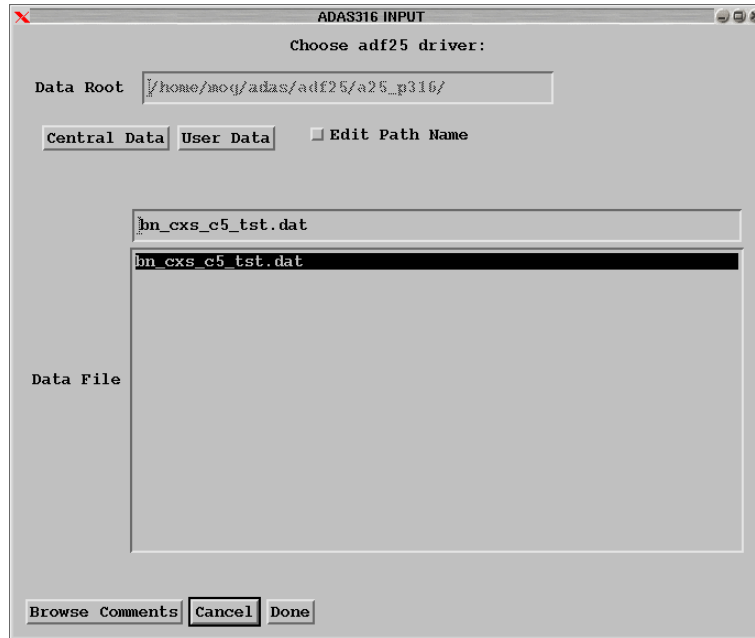 ADAS316 INPUT
Choose adf25 driver:
Data Root /home/moq/adas/adf25/a25_p316/
Central Data User Data Edit Path Name
bn_cxs_c5_tst.dat
bn_cxs_c5_tst.dat
Data File
Browse Comments Cancel Done